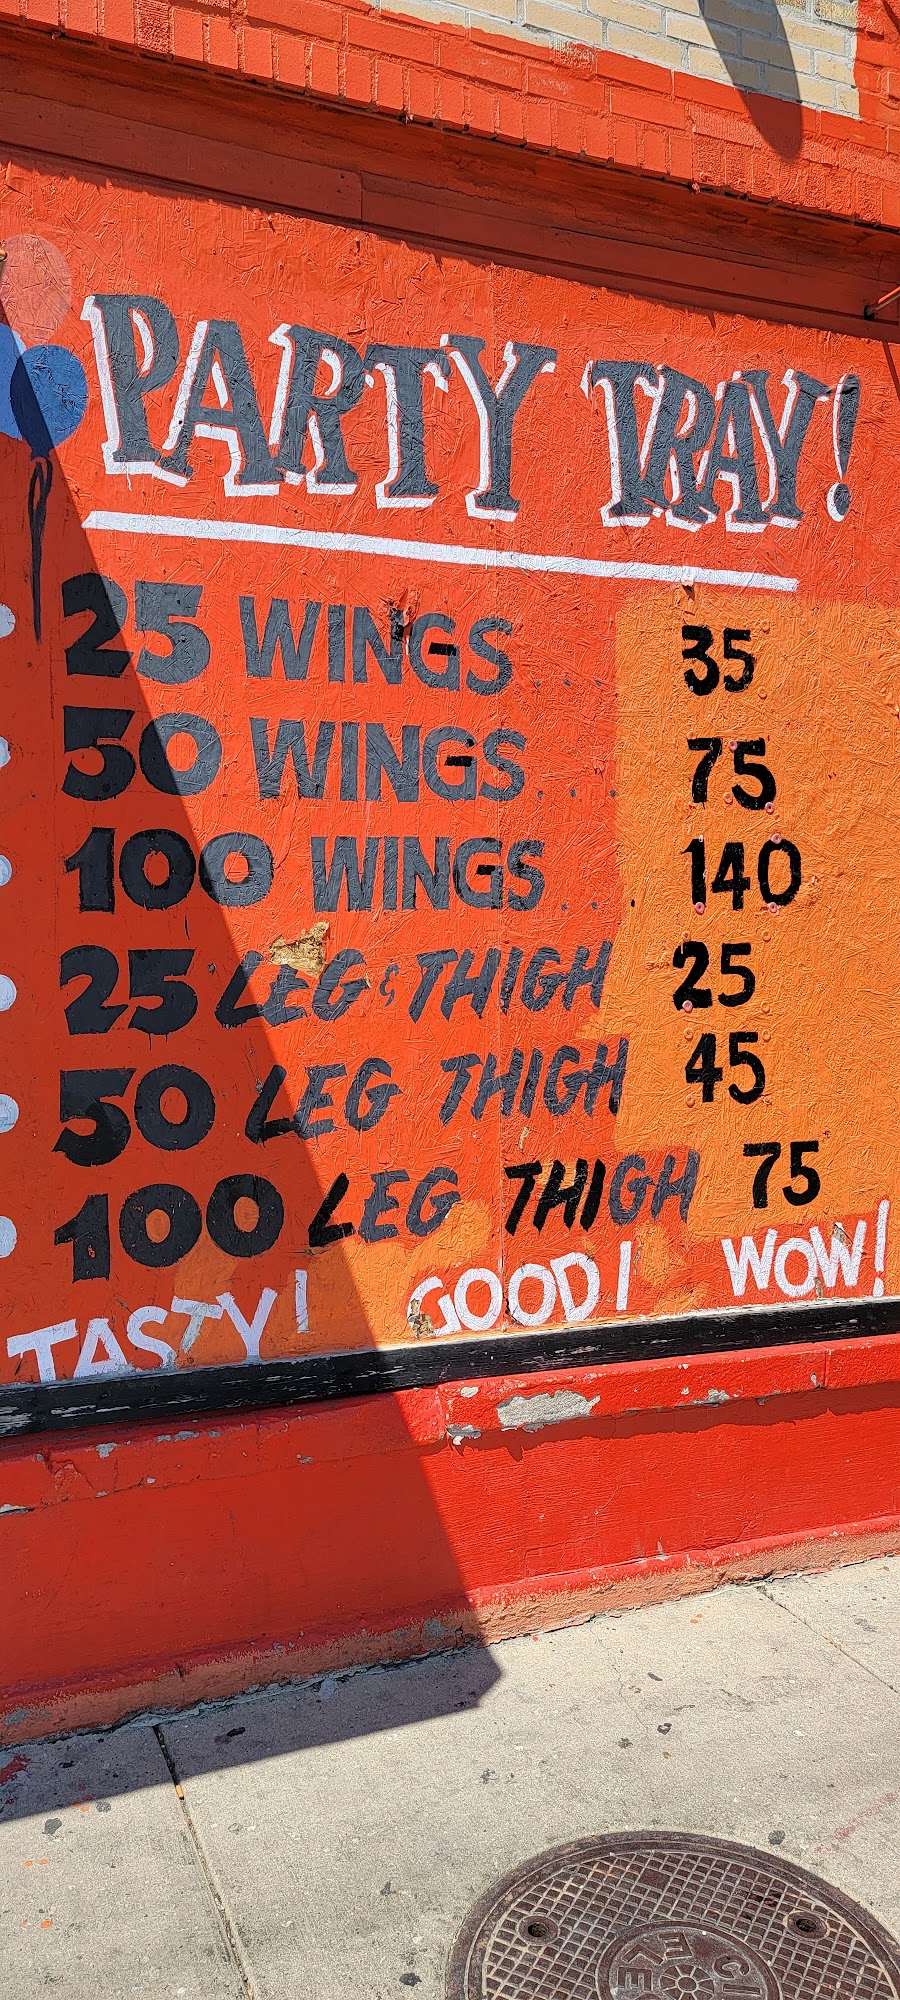 PARTY TRAY!
25 WINGS . . . . 35
50 WINGS . . . . 75
100 WINGS . . . 140
25 LEG & THIGH 25
50 LEG THIGH 45
100 LEG THIGH 75
TASTY! GOOD! WOW!